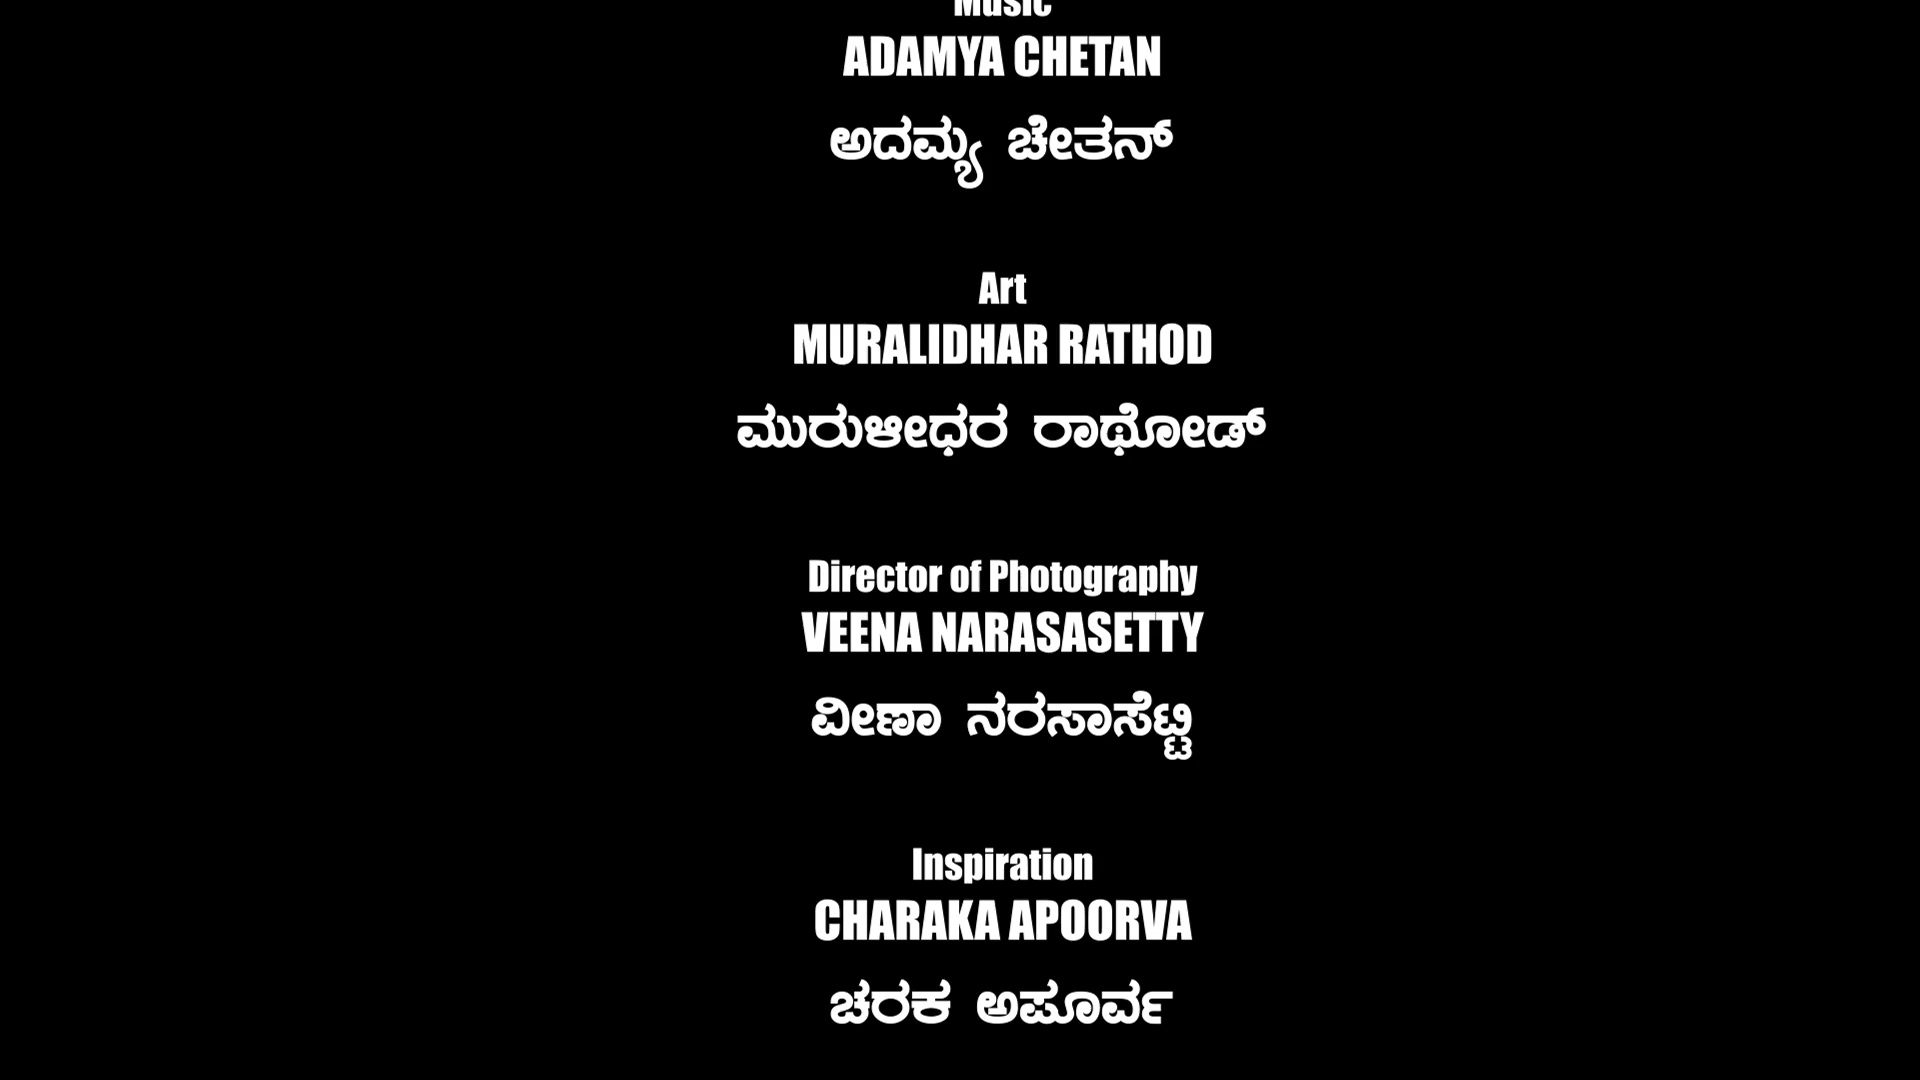 Music
ADAMYA CHETAN
ಅದಮ್ಯ ಚೇತನ್
Art
MURALIDHAR RATHOD
ಮುರುಳೀಧರ ರಾಥೋಡ್
Director of Photography
VEENA NARASASETTY
ವೀಣಾ ನರಸಾಸೆಟ್ಟಿ
Inspiration
CHARAKA APOORVA
ಚರಕ ಅಪೂರ್ವ